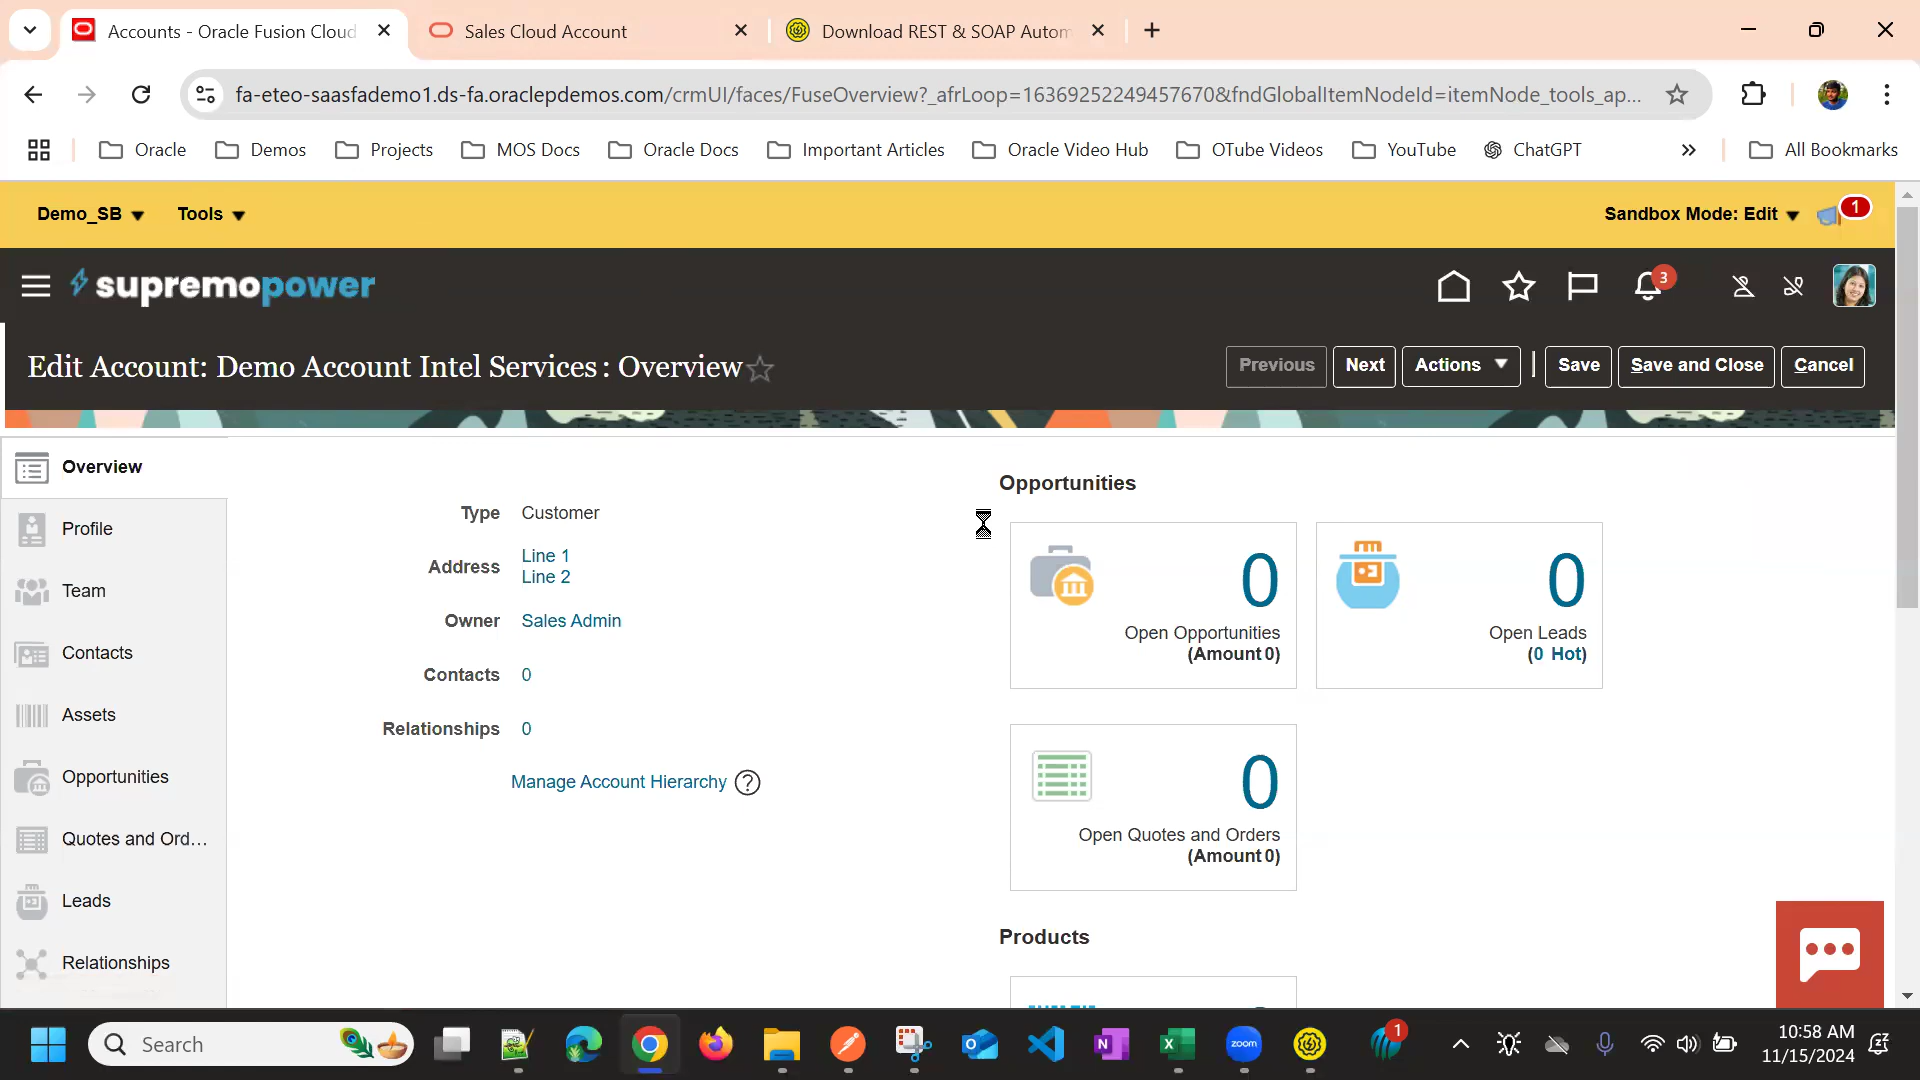 Accounts - Oracle Fusion Cloud
Sales Cloud Account
Download REST & SOAP Autom
fa-eteo-saasfademo1.ds-fa.oraclepdemos.com/crmUI/faces/FuseOverview?_afrLoop=16369252249457670&fndGlobalItemNodeId=itemNode_tools_ap...
Oracle
Demos
Projects
MOS Docs
Oracle Docs
Important Articles
Oracle Video Hub
OTube Videos
YouTube
ChatGPT
»
All Bookmarks
Demo_SB
Tools
Sandbox Mode: Edit
1
supremopower
3
Edit Account: Demo Account Intel Services : Overview
Previous
Next
Actions
Save
Save and Close
Cancel
Overview
Profile
Team
Contacts
Assets
Opportunities
Quotes and Ord...
Leads
Relationships
Type Customer
Address Line 1
Line 2
Owner Sales Admin
Contacts 0
Relationships 0
Manage Account Hierarchy ?
Opportunities
0
Open Opportunities
(Amount 0)
0
Open Leads
(0 Hot)
0
Open Quotes and Orders
(Amount 0)
Products
Search
zoom
1
10:58 AM
11/15/2024